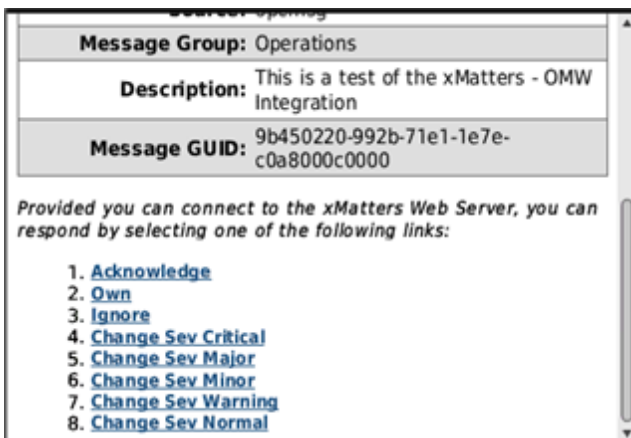 Message Group: Operations
Description: This is a test of the xMatters - OMW
Integration
Message GUID: 9b450220-992b-71e1-1e7e-
c0a8000c0000
Provided you can connect to the xMatters Web Server, you can
respond by selecting one of the following links:
1. Acknowledge
2. Own
3. Ignore
4. Change Sev Critical
5. Change Sev Major
6. Change Sev Minor
7. Change Sev Warning
8. Change Sev Normal